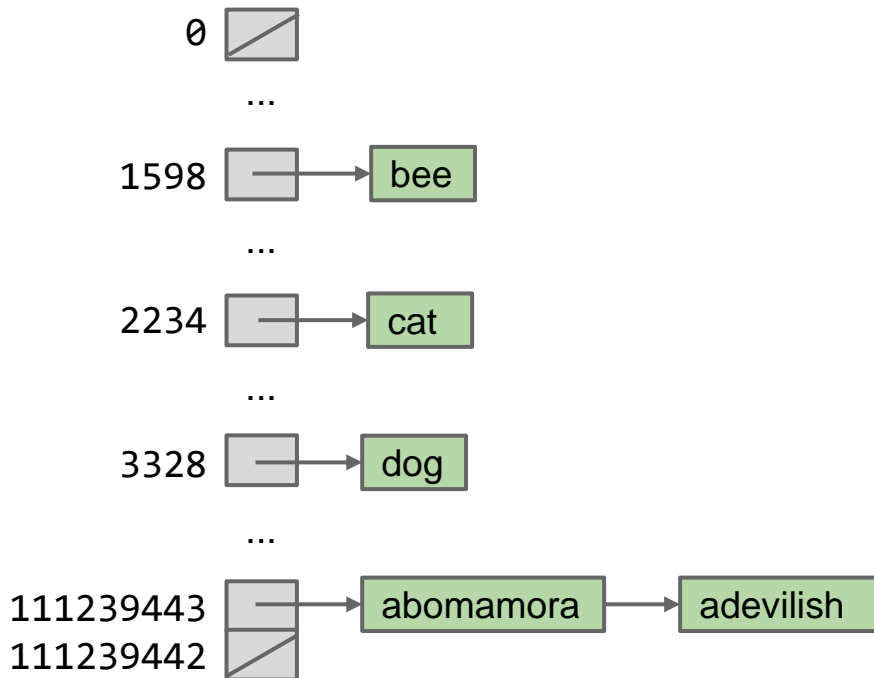 0
...
1598 bee
...
2234 cat
...
3328 dog
...
111239443 abomamora adevilish
111239442